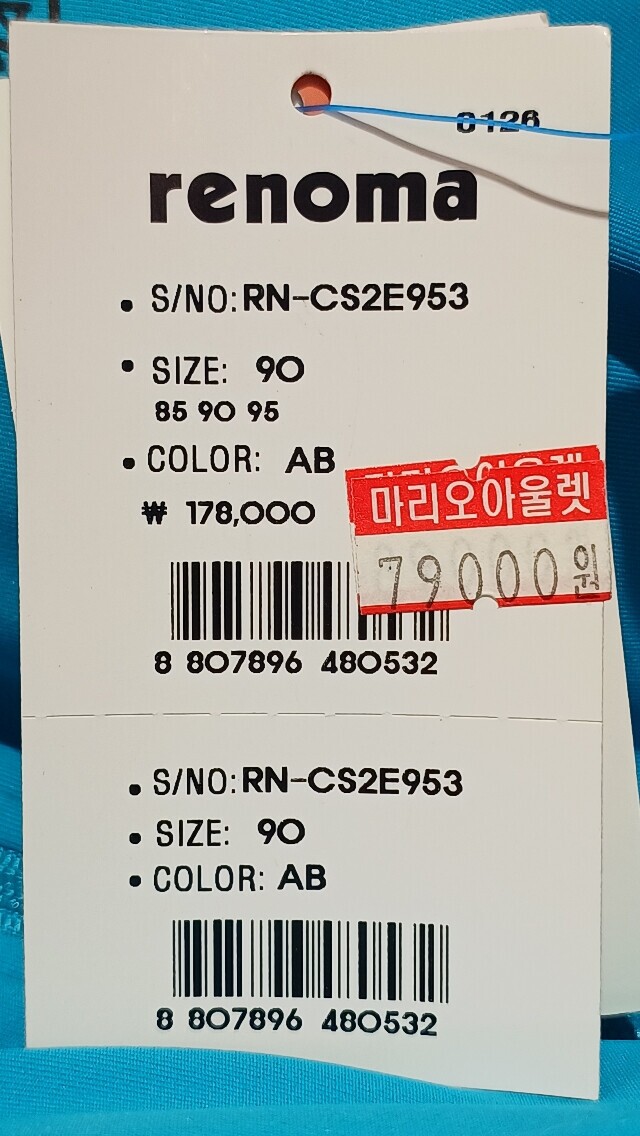 0126
renoma
• S/NO: RN-CS2E953
• SIZE: 90
85 90 95
• COLOR: AB
₩ 178,000
마리오아울렛
79000원
8 807896 480532
• S/NO: RN-CS2E953
• SIZE: 90
• COLOR: AB
8 807896 480532